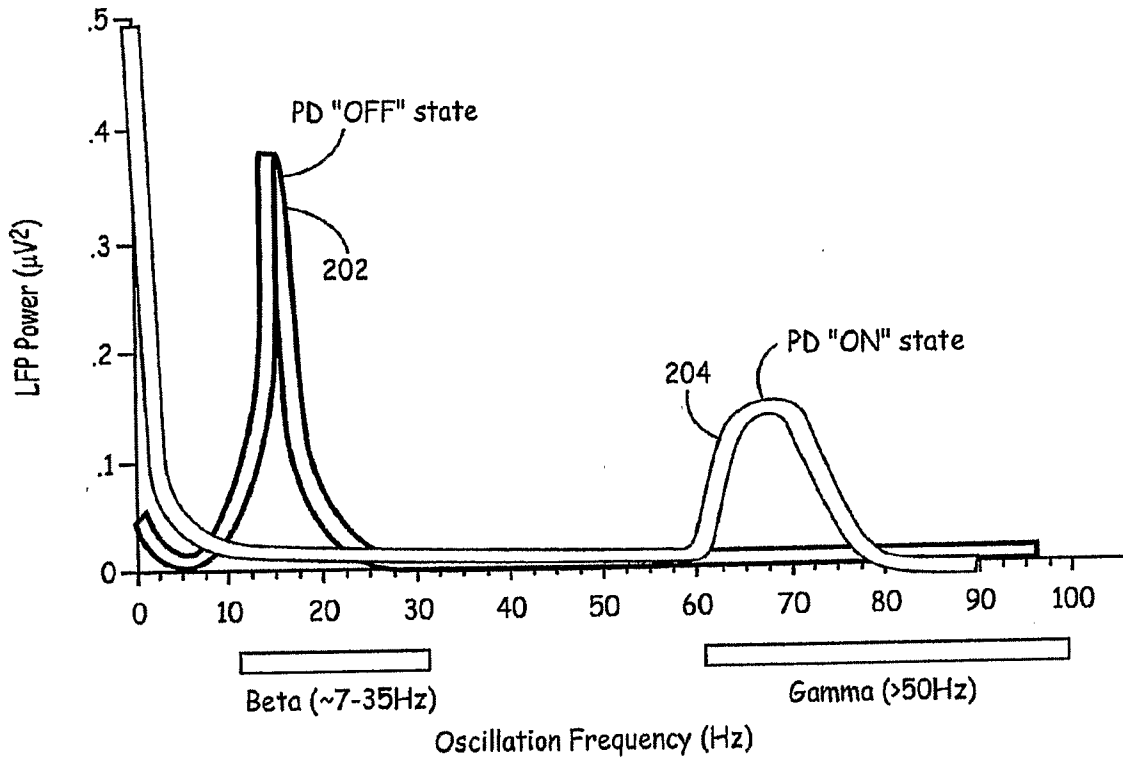 .5
.4
.3
.2
.1
0
LFP Power (μV²)
PD "OFF" state
202
PD "ON" state
204
0 10 20 30 40 50 60 70 80 90 100
Beta (~7-35Hz)
Gamma (>50Hz)
Oscillation Frequency (Hz)